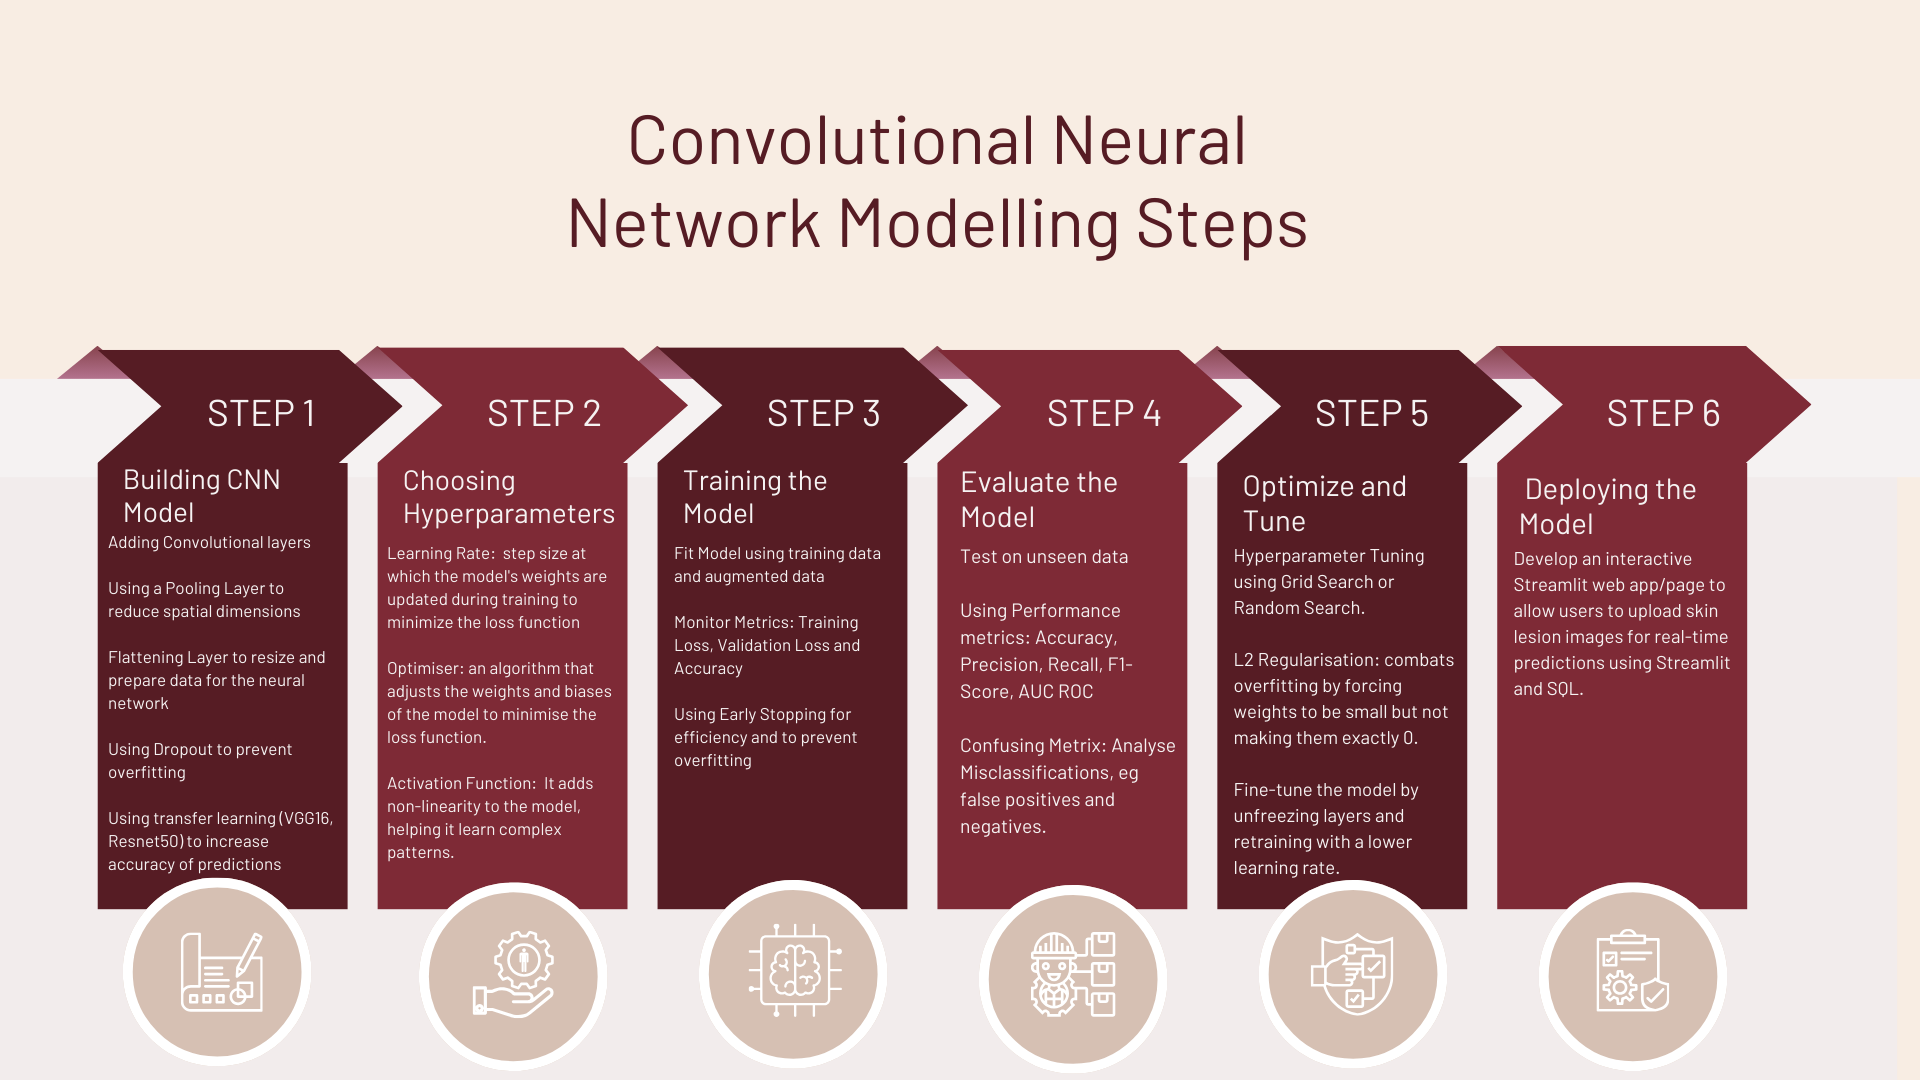 Convolutional Neural
Network Modelling Steps
STEP 1
Building CNN
Model
Adding Convolutional layers
Using a Pooling Layer to
reduce spatial dimensions
Flattening Layer to resize and
prepare data for the neural
network
Using Dropout to prevent
overfitting
Using transfer learning (VGG16,
Resnet50) to increase
accuracy of predictions
STEP 2
Choosing
Hyperparameters
Learning Rate:  step size at
which the model's weights are
updated during training to
minimize the loss function
Optimiser: an algorithm that
adjusts the weights and biases
of the model to minimise the
loss function.
Activation Function:  It adds
non-linearity to the model,
helping it learn complex
patterns.
STEP 3
Training the
Model
Fit Model using training data
and augmented data
Monitor Metrics: Training
Loss, Validation Loss and
Accuracy
Using Early Stopping for
efficiency and to prevent
overfitting
STEP 4
Evaluate the
Model
Test on unseen data
Using Performance
metrics: Accuracy,
Precision, Recall, F1-
Score, AUC ROC
Confusing Metrix: Analyse
Misclassifications, eg
false positives and
negatives.
STEP 5
Optimize and
Tune
Hyperparameter Tuning
using Grid Search or
Random Search.
L2 Regularisation: combats
overfitting by forcing
weights to be small but not
making them exactly 0.
Fine-tune the model by
unfreezing layers and
retraining with a lower
learning rate.
STEP 6
Deploying the
Model
Develop an interactive
Streamlit web app/page to
allow users to upload skin
lesion images for real-time
predictions using Streamlit
and SQL.